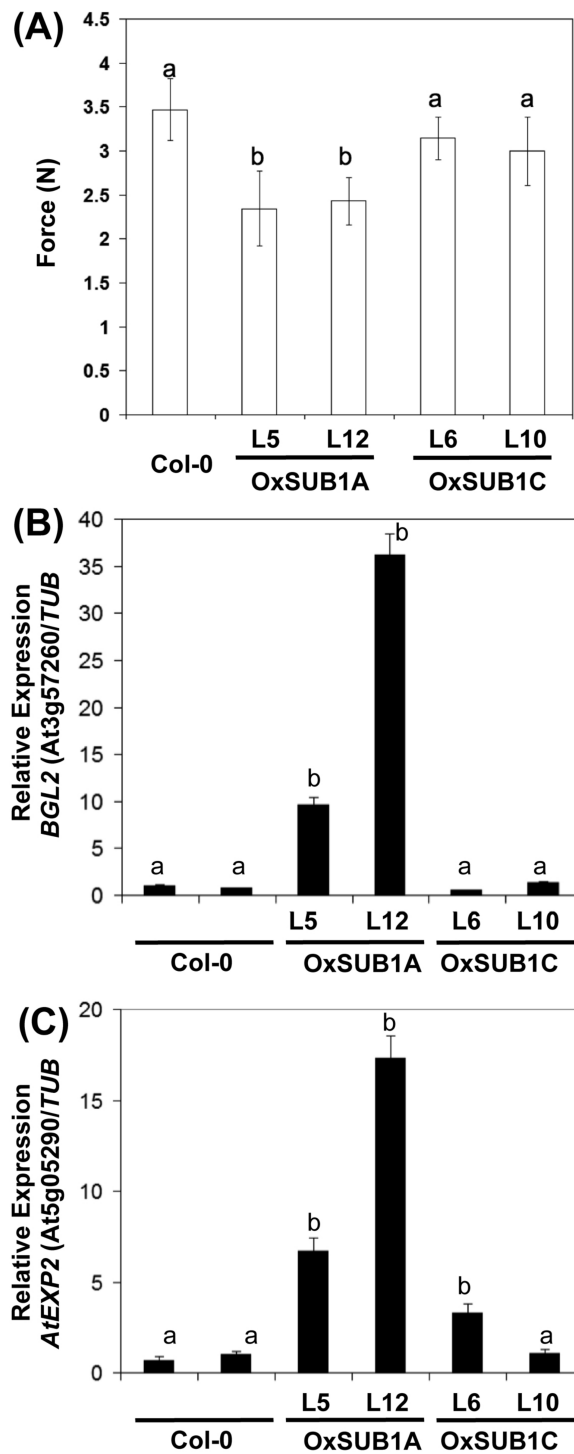 (A)
Force (N)
4.5
4
3.5
3
2.5
2
1.5
1
0.5
0
a
b
b
a
a
L5 L12 L6 L10
Col-0 OxSUB1A OxSUB1C
(B)
Relative Expression
BGL2 (At3g57260/TUB
40
35
30
25
20
15
10
5
0
a
a
b
b
a
a
L5 L12 L6 L10
Col-0 OxSUB1A OxSUB1C
(C)
Relative Expression
AtEXP2 (At5g05290/TUB
20
15
10
5
0
a
a
b
b
b
a
L5 L12 L6 L10
Col-0 OxSUB1A OxSUB1C